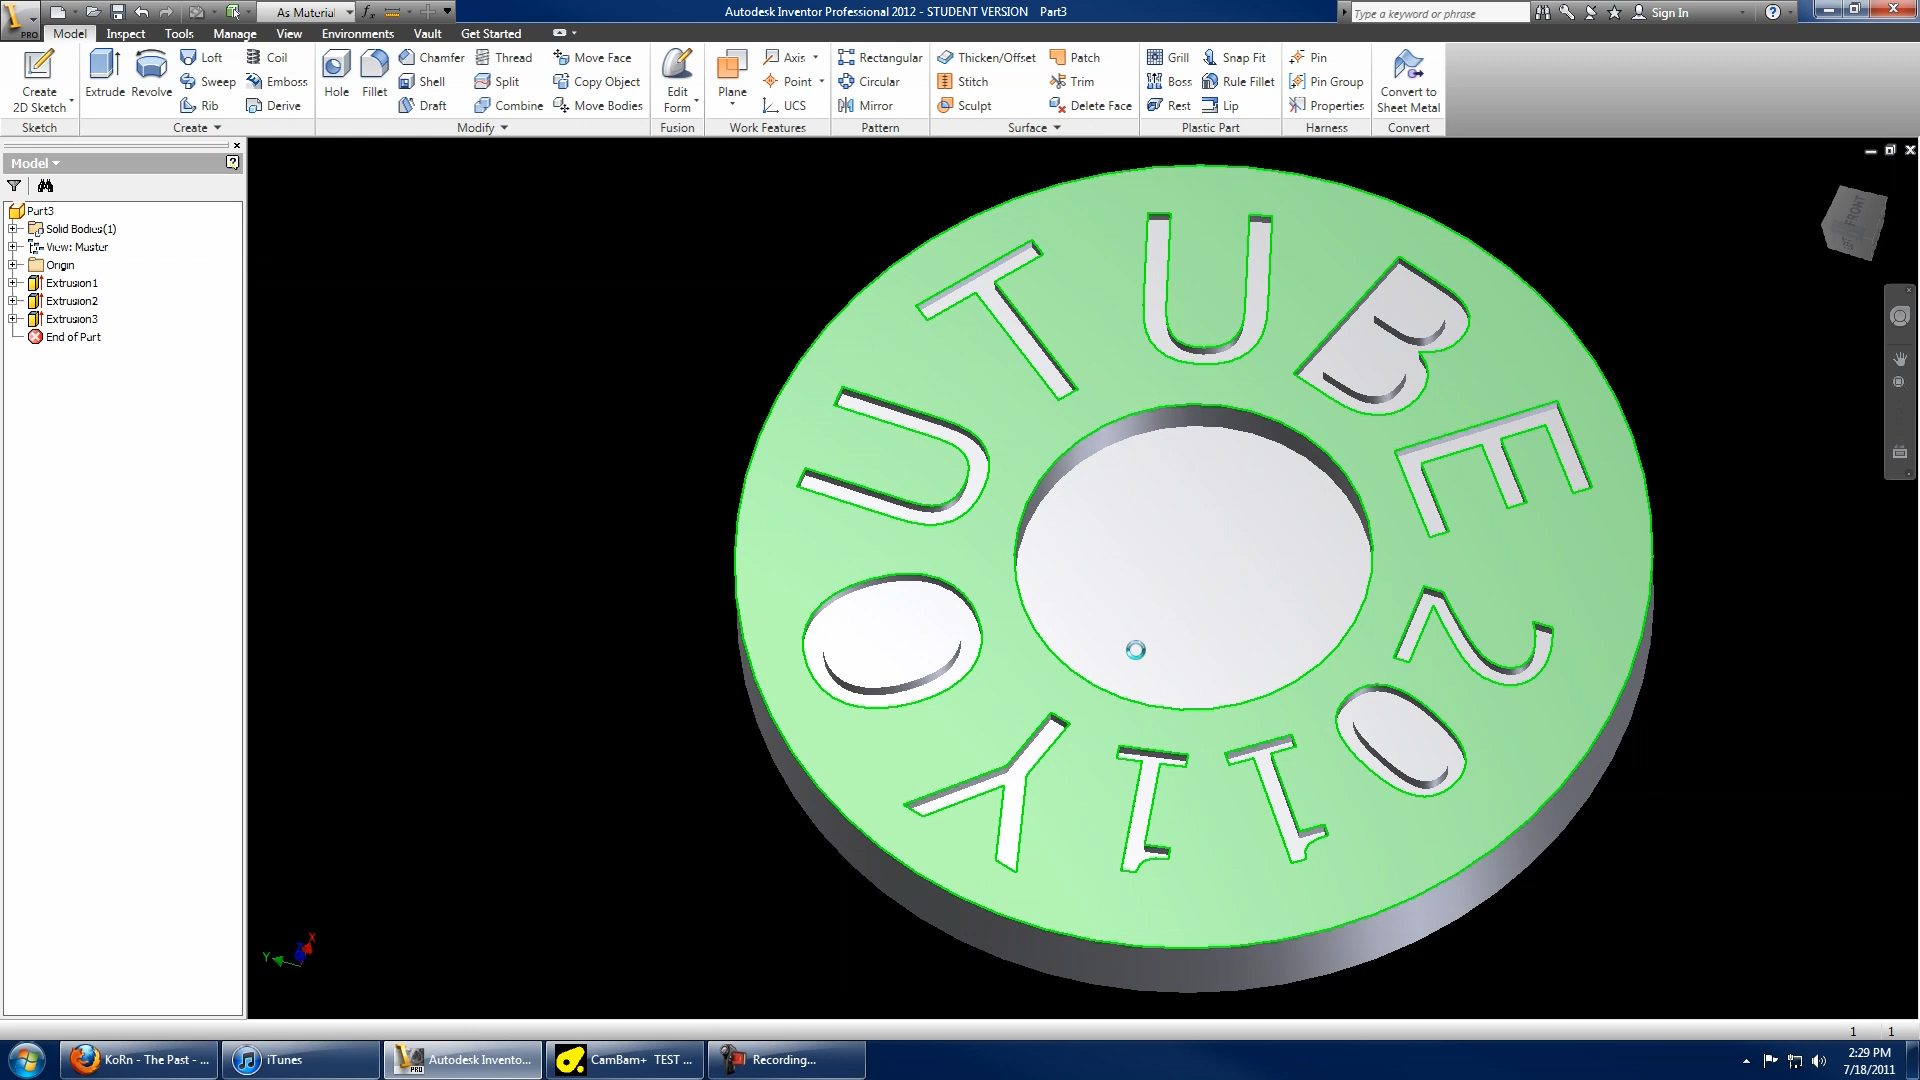 As Material
Autodesk Inventor Professional 2012 - STUDENT VERSION Part3
Type a keyword or phrase
Sign In
PRO
Model Inspect Tools Manage View Environments Vault Get Started
Create 2D Sketch
Extrude
Revolve
Loft
Sweep
Rib
Coil
Emboss
Derive
Hole
Fillet
Chamfer
Shell
Draft
Thread
Split
Combine
Move Face
Copy Object
Move Bodies
Edit Form
Plane
Axis
Point
UCS
Rectangular
Circular
Mirror
Thicken/Offset
Stitch
Sculpt
Patch
Trim
Delete Face
Grill
Boss
Rest
Snap Fit
Rule Fillet
Lip
Pin
Pin Group
Properties
Convert to Sheet Metal
Sketch Create Modify Fusion Work Features Pattern Surface Plastic Part Harness Convert
Model
Part3
Solid Bodies(1)
View: Master
Origin
Extrusion1
Extrusion2
Extrusion3
End of Part
YOUTUBE2011
FRONT
X
Y
Z
1 1
KoRn - The Past - ...
iTunes
Autodesk Invento...
CamBam+ TEST ...
Recording...
2:29 PM
7/18/2011